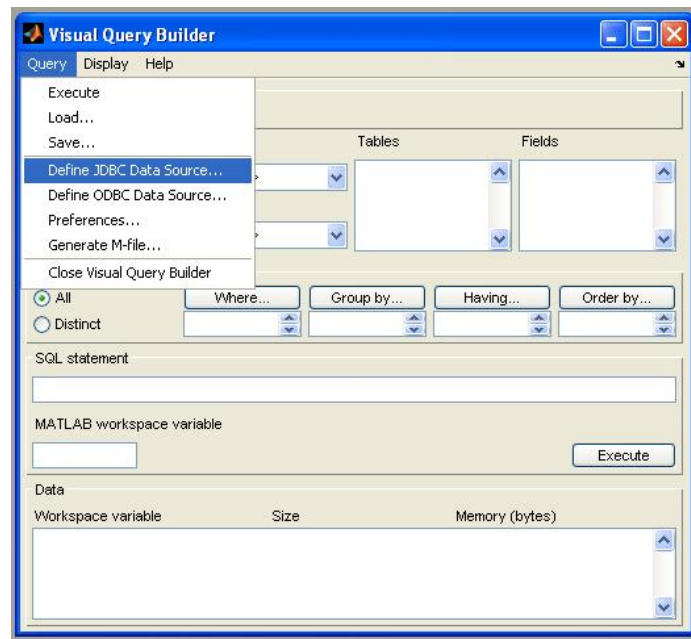 Visual Query Builder
Query Display Help
Execute
Load...
Save...
Define JDBC Data Source...
Define ODBC Data Source...
Preferences...
Generate M-file...
Close Visual Query Builder
Tables Fields
All Where... Group by... Having... Order by...
Distinct
SQL statement
MATLAB workspace variable
Execute
Data
Workspace variable Size Memory (bytes)